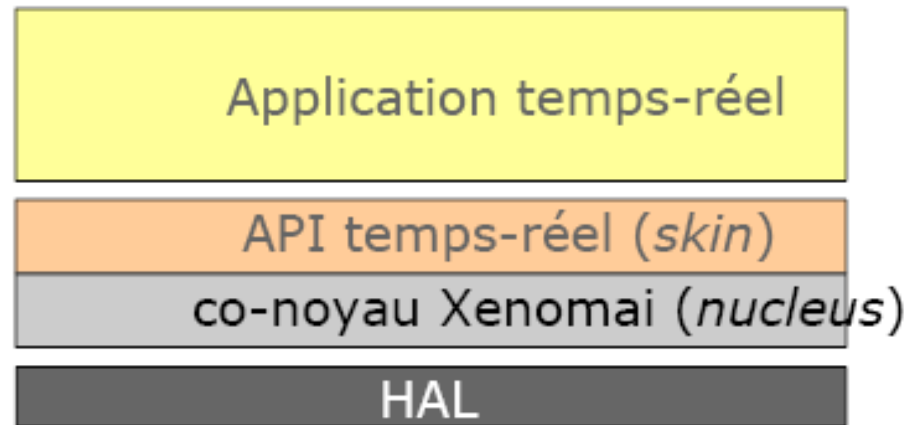 Application temps-réel
API temps-réel (skin)
co-noyau Xenomai (nucleus)
HAL